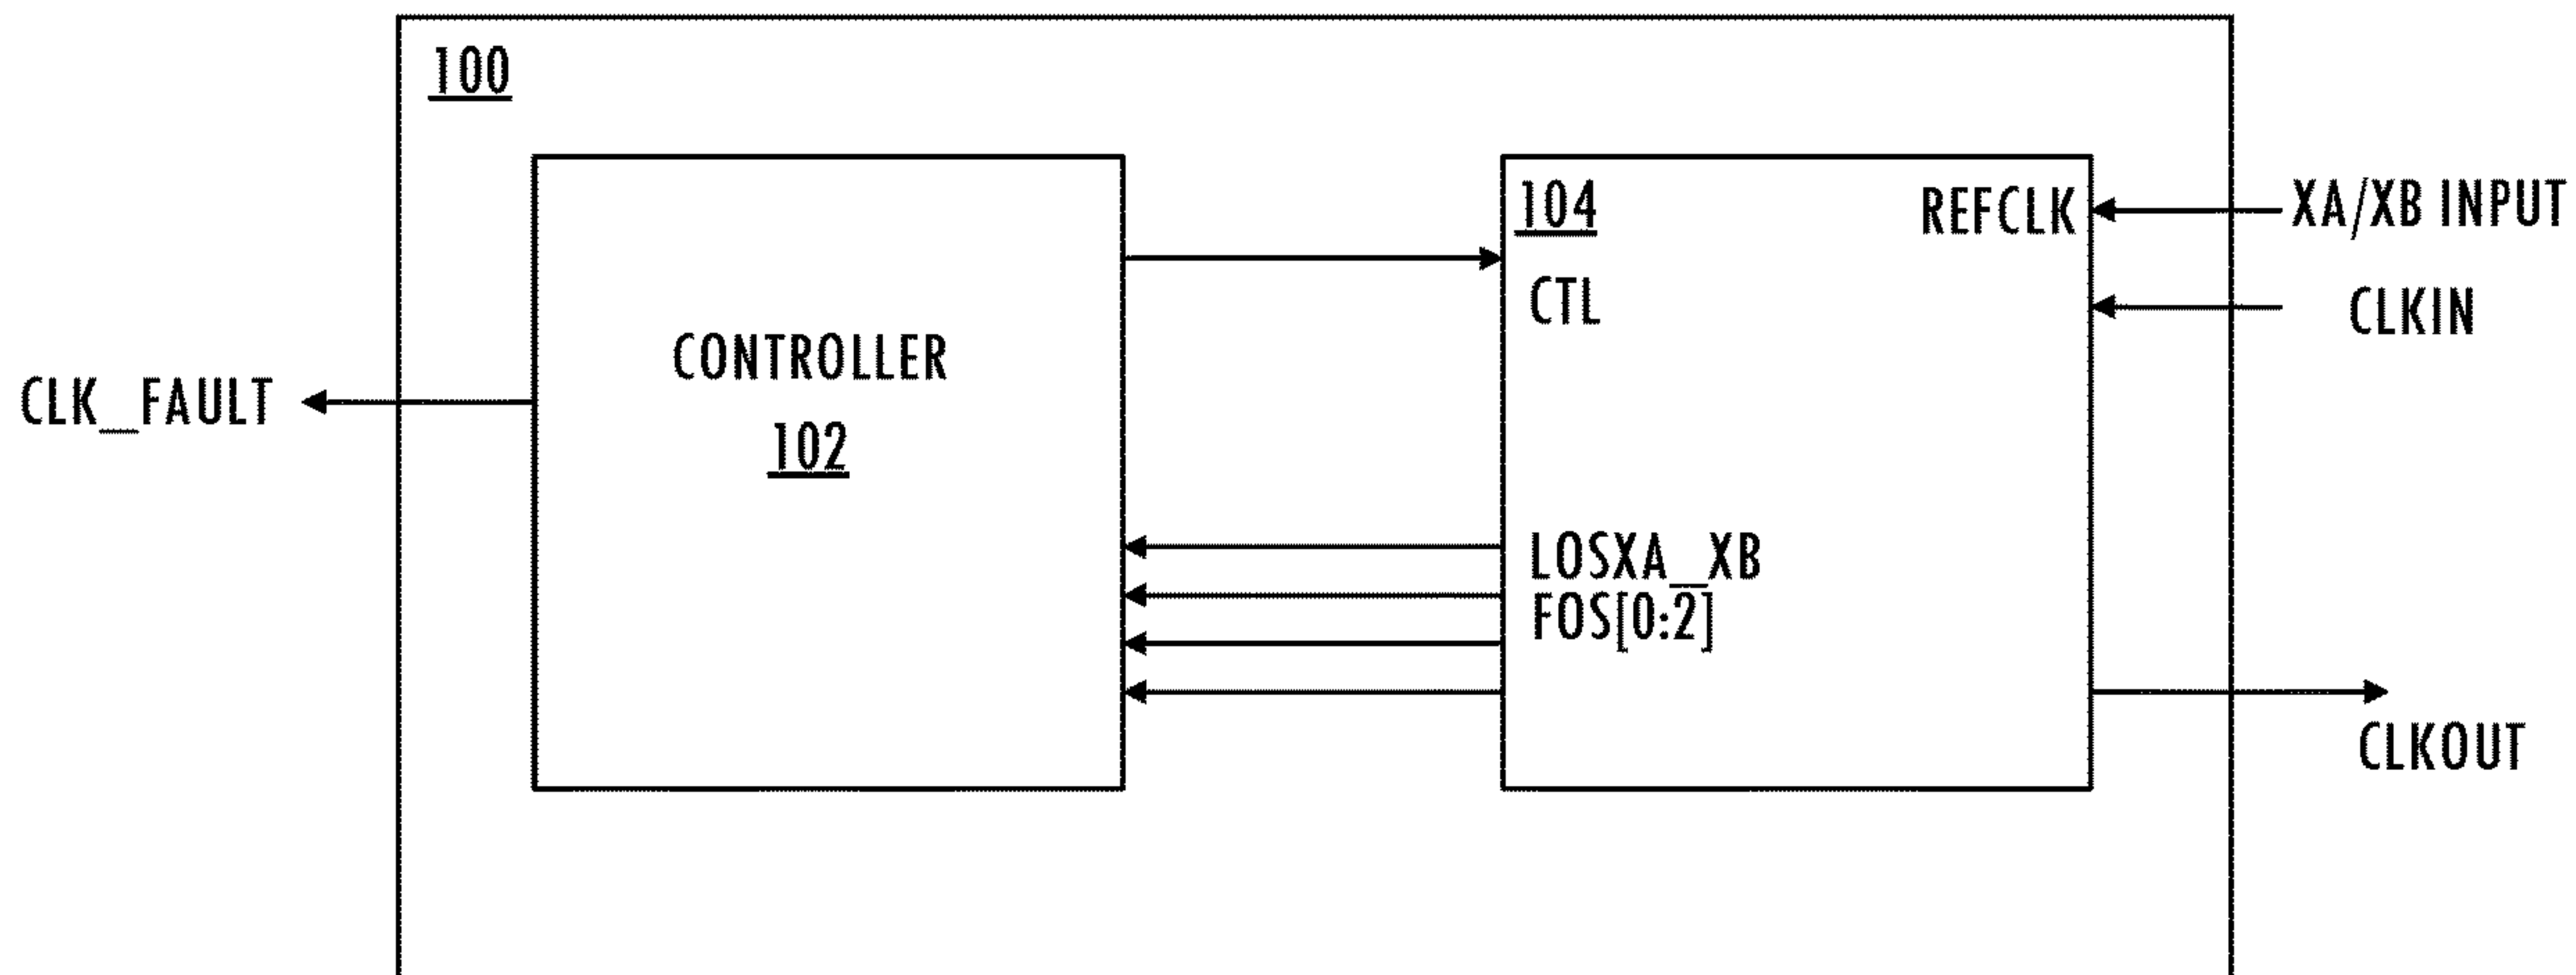 100
104
REFCLK
XA/XB INPUT
CTL
CLKIN
CONTROLLER
102
CLK_FAULT
LOSXA_XB
FOS[0:2]
CLKOUT